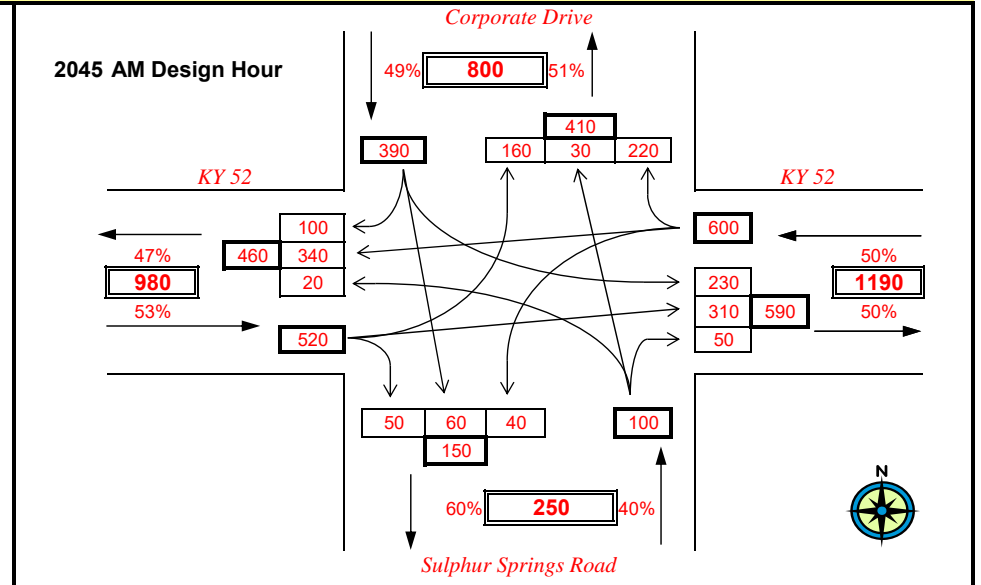 Corporate Drive
2045 AM Design Hour
49% 800 51%
410
390 160 30 220
KY 52 KY 52
100 600
47% 460 340 50%
980 20 230 1190
53% 310 590 50%
520 50
50 60 40 100
150
N
60% 250 40%
Sulphur Springs Road